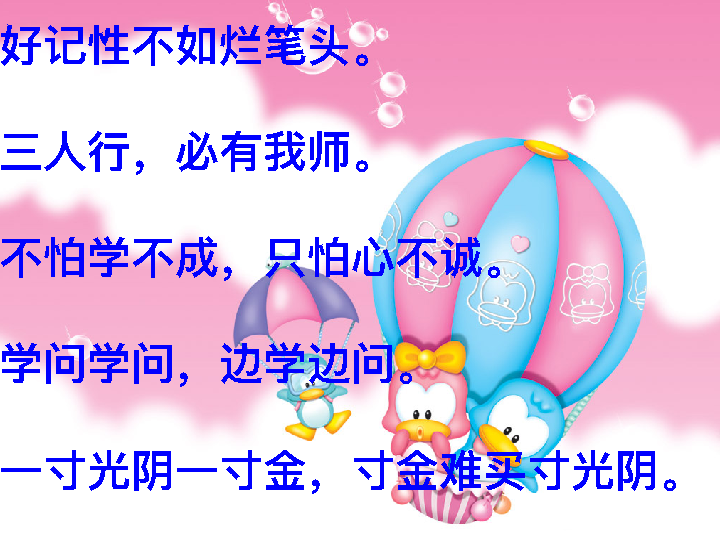 好记性不如烂笔头。
三人行，必有我师。
不怕学不成，只怕心不诚。
学问学问，边学边问。
一寸光阴一寸金，寸金难买寸光阴。